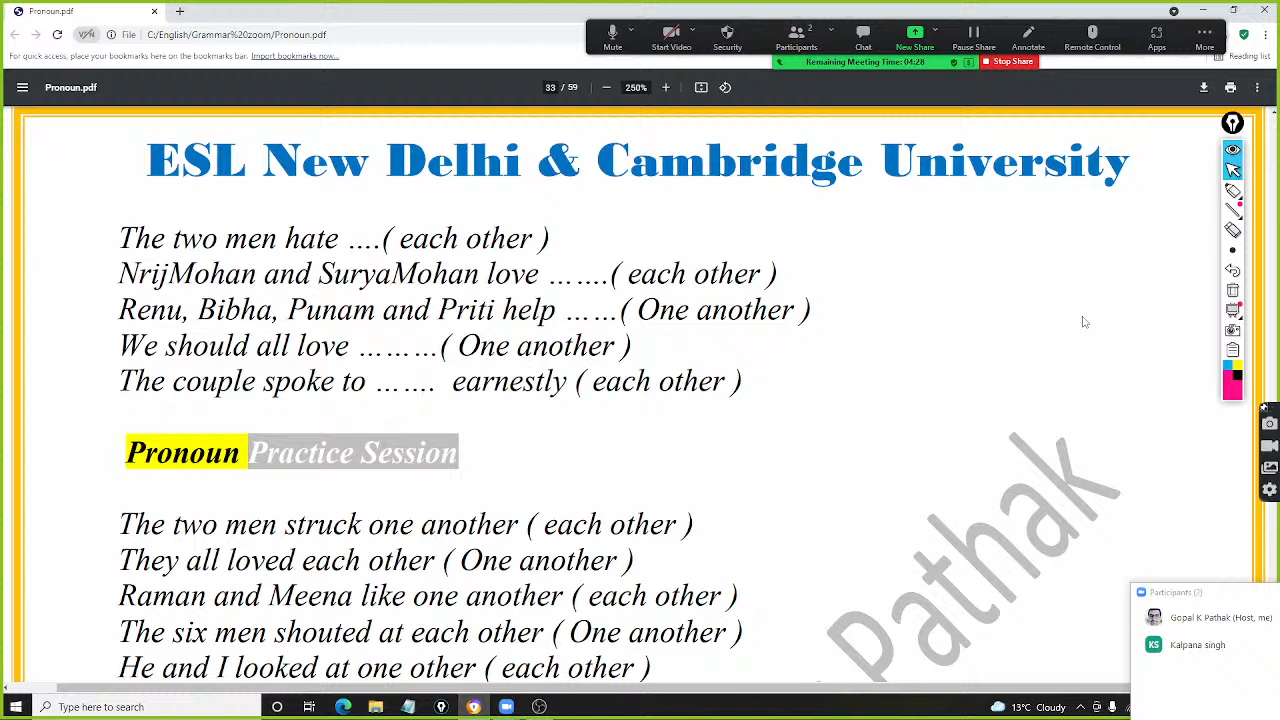 Pronoun.pdf
File C:/English/Grammar%20zoom/Pronoun.pdf
For quick access, place your bookmarks here on the bookmarks bar. Import bookmarks now...
Reading list
Mute Start Video Security Participants 2 Chat New Share Pause Share Annotate Remote Control Apps More
Remaining Meeting Time: 04:28 Stop Share
Pronoun.pdf 33 / 59 250%
ESL New Delhi & Cambridge University
The two men hate ….( each other )
NrijMohan and SuryaMohan love …….( each other )
Renu, Bibha, Punam and Priti help ……( One another )
We should all love ………( One another )
The couple spoke to ……. earnestly ( each other )
Pronoun Practice Session
The two men struck one another ( each other )
They all loved each other ( One another )
Raman and Meena like one another ( each other )
The six men shouted at each other ( One another )
He and I looked at one other ( each other )
Pathak
Participants (2)
Gopal K Pathak (Host, me)
KS Kalpana singh
Type here to search
13°C Cloudy